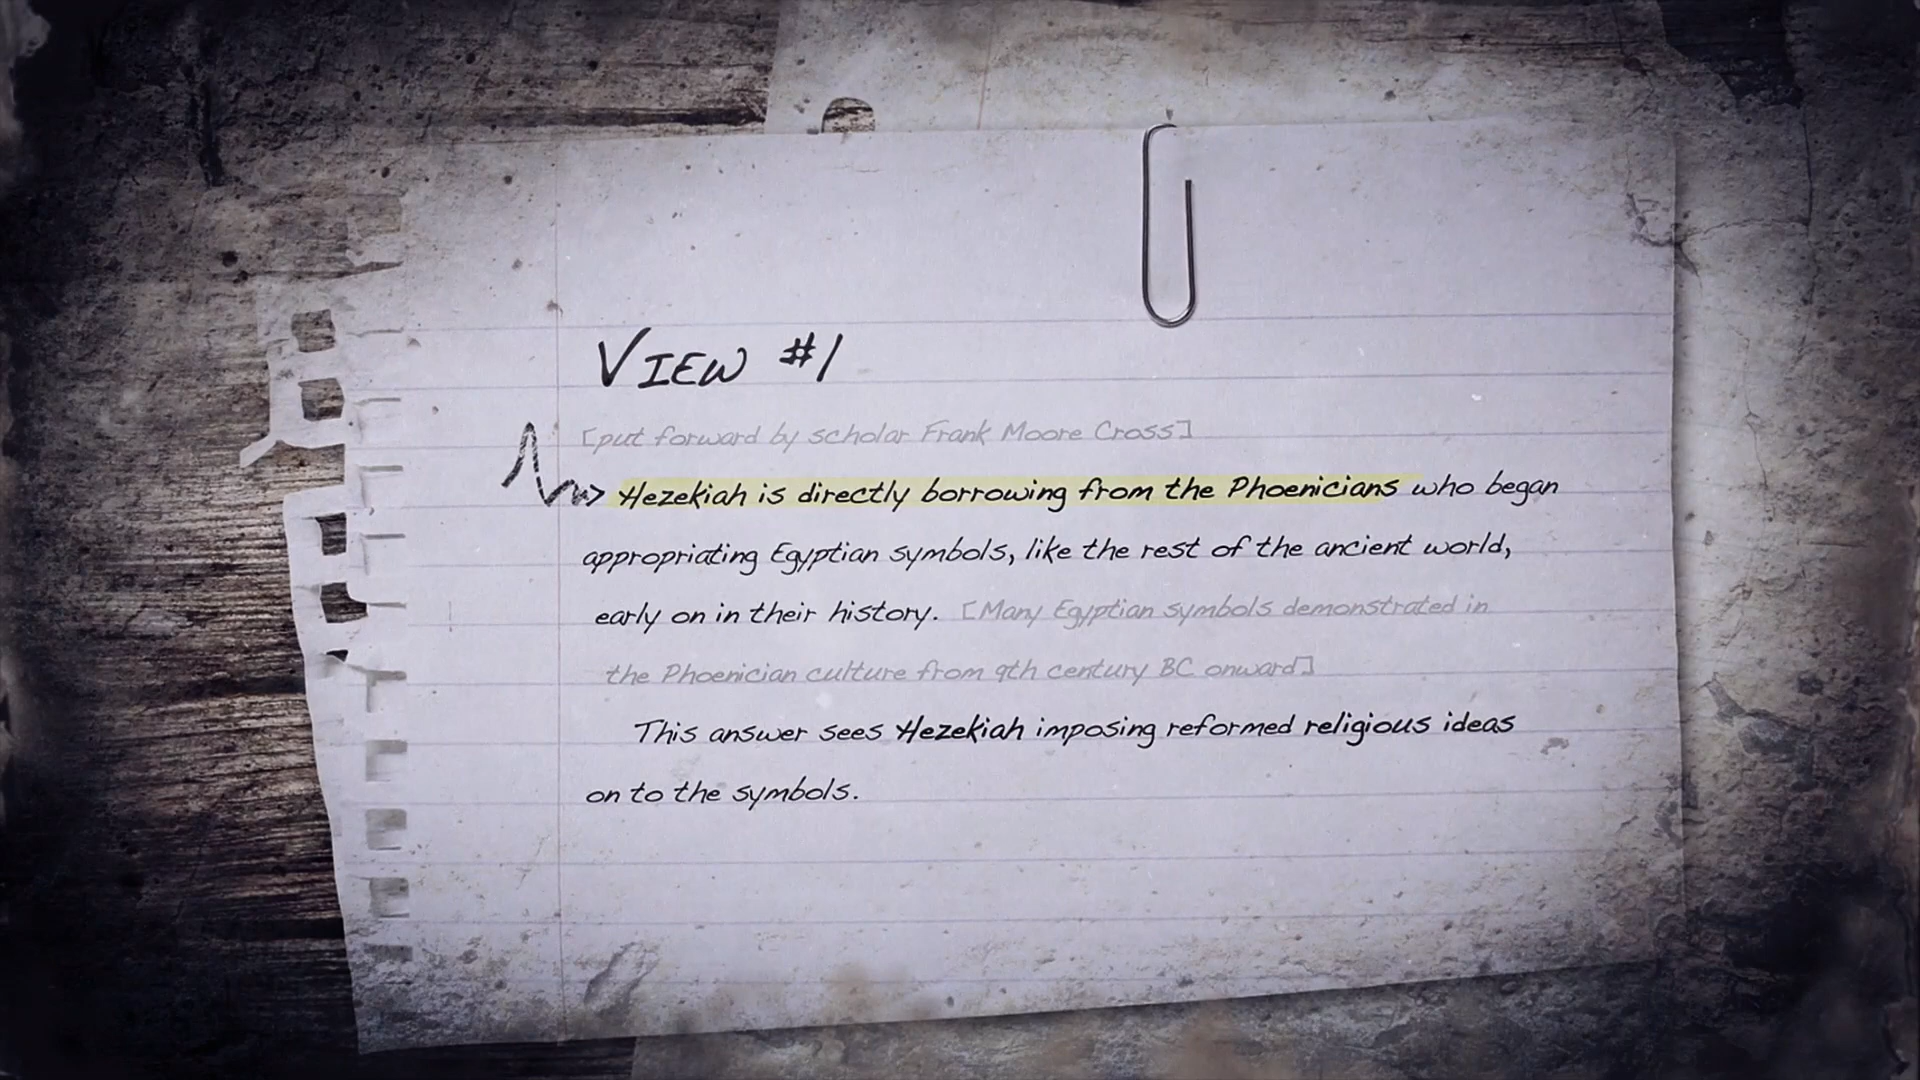 VIEW #1
[put forward by scholar Frank Moore Cross]
Hezekiah is directly borrowing from the Phoenicians who began
appropriating Egyptian symbols, like the rest of the ancient world,
early on in their history. [Many Egyptian symbols demonstrated in
the Phoenician culture from 9th century BC onward]
This answer sees Hezekiah imposing reformed religious ideas
on to the symbols.